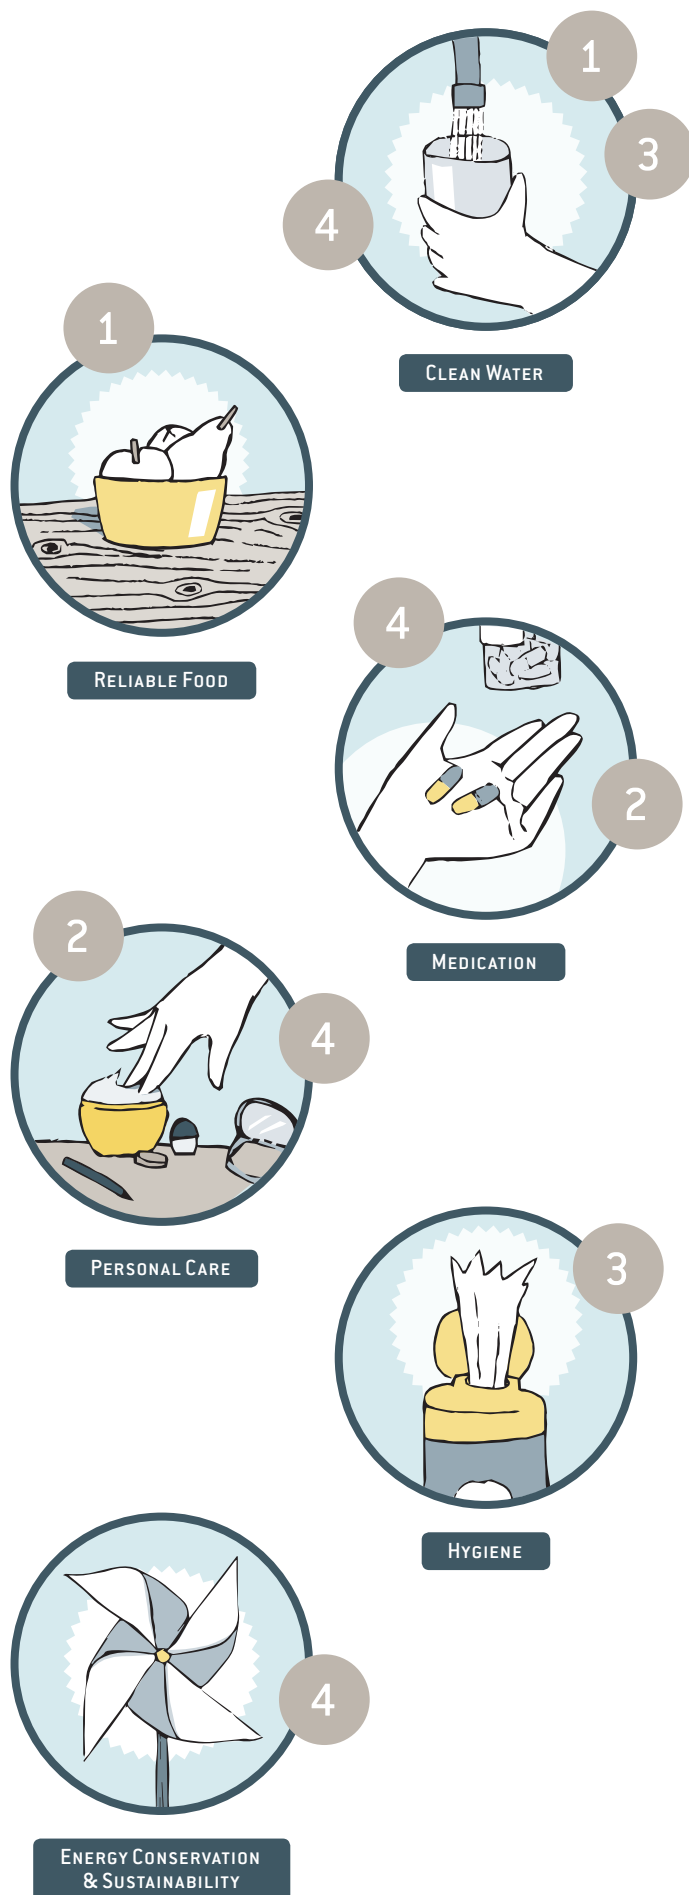 1
3
4
CLEAN WATER
1
RELIABLE FOOD
4
2
MEDICATION
2
4
PERSONAL CARE
3
HYGIENE
4
ENERGY CONSERVATION
& SUSTAINABILITY